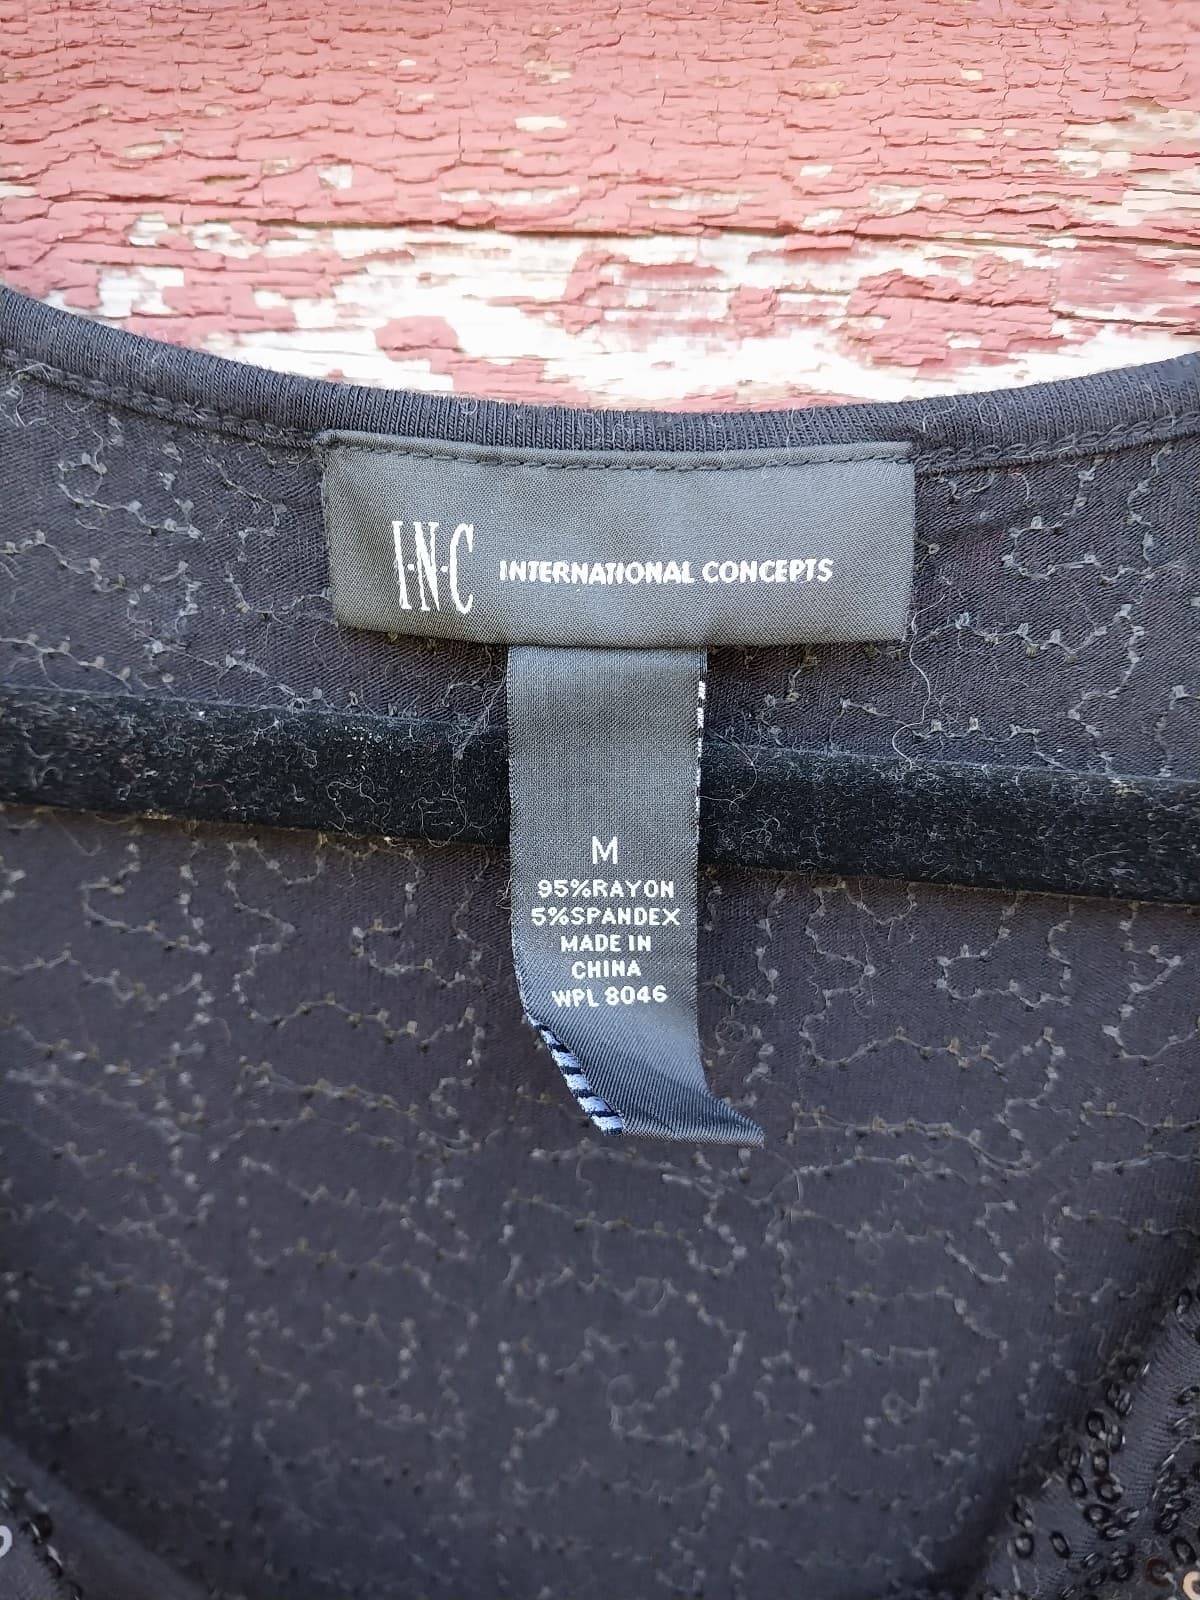 I·N·C INTERNATIONAL CONCEPTS
M
95%RAYON
5%SPANDEX
MADE IN
CHINA
WPL 8046